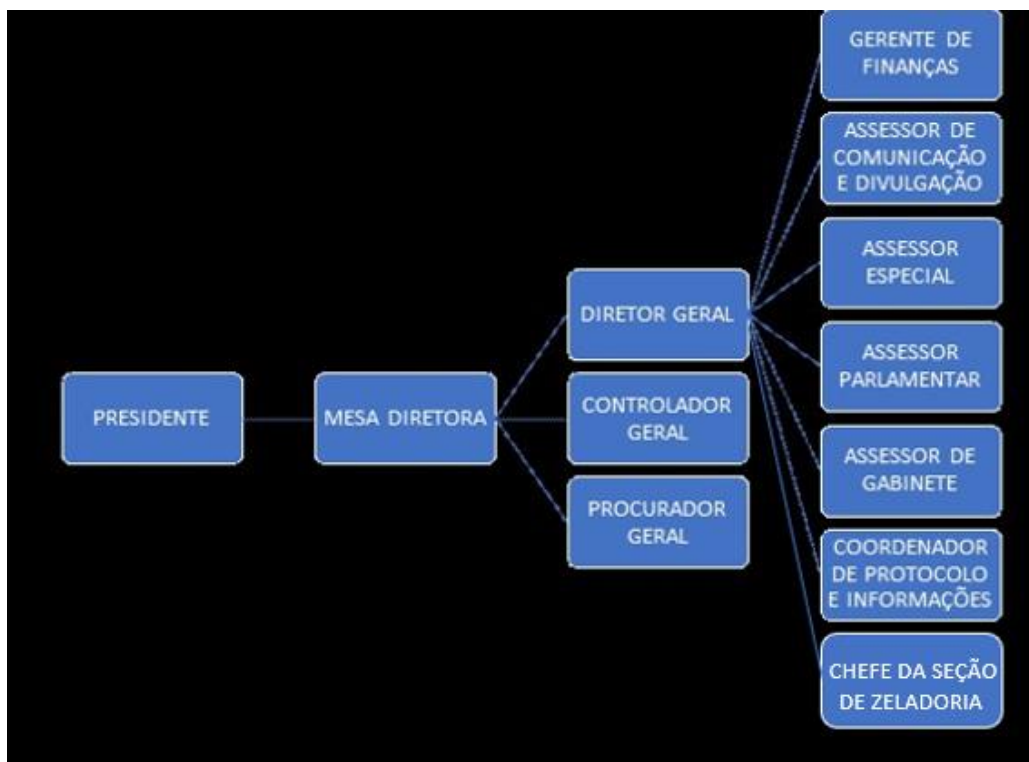 PRESIDENTE
MESA DIRETORA
DIRETOR GERAL
CONTROLADOR
GERAL
PROCURADOR
GERAL
GERENTE DE
FINANÇAS
ASSESSOR DE
COMUNICAÇÃO
E DIVULGAÇÃO
ASSESSOR
ESPECIAL
ASSESSOR
PARLAMENTAR
ASSESSOR DE
GABINETE
COORDENADOR
DE PROTOCOLO
E INFORMAÇÕES
CHEFE DA SEÇÃO
DE ZELADORIA